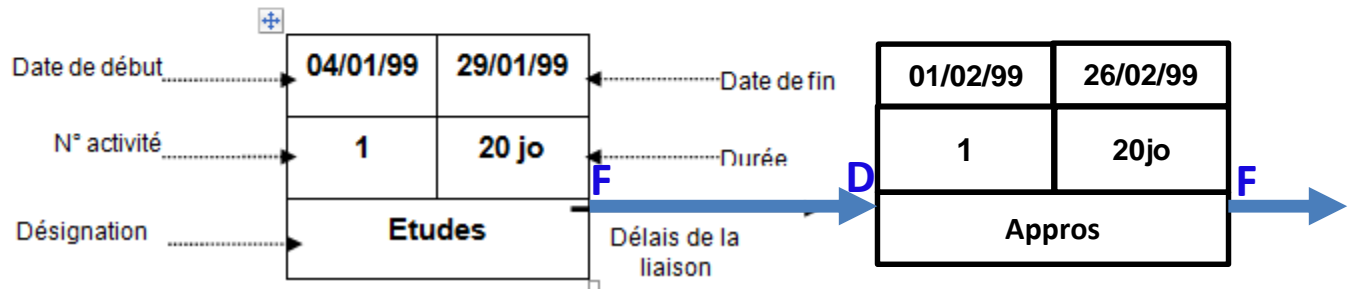 Date de début
04/01/99 29/01/99
Date de fin
01/02/99 26/02/99
N° activité
1 20 jo
Durée
1 20jo
F
D
F
Désignation
Etudes
Délais de la
liaison
Appros